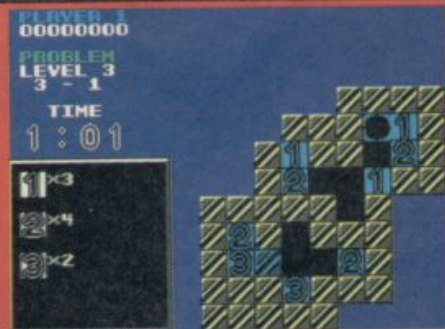 PLAYER 1
00000000
PROBLEM
LEVEL 3
3 - 1
TIME
1:01
1×3
2×4
3×2
1
1
2
2
1
2
3
2
3